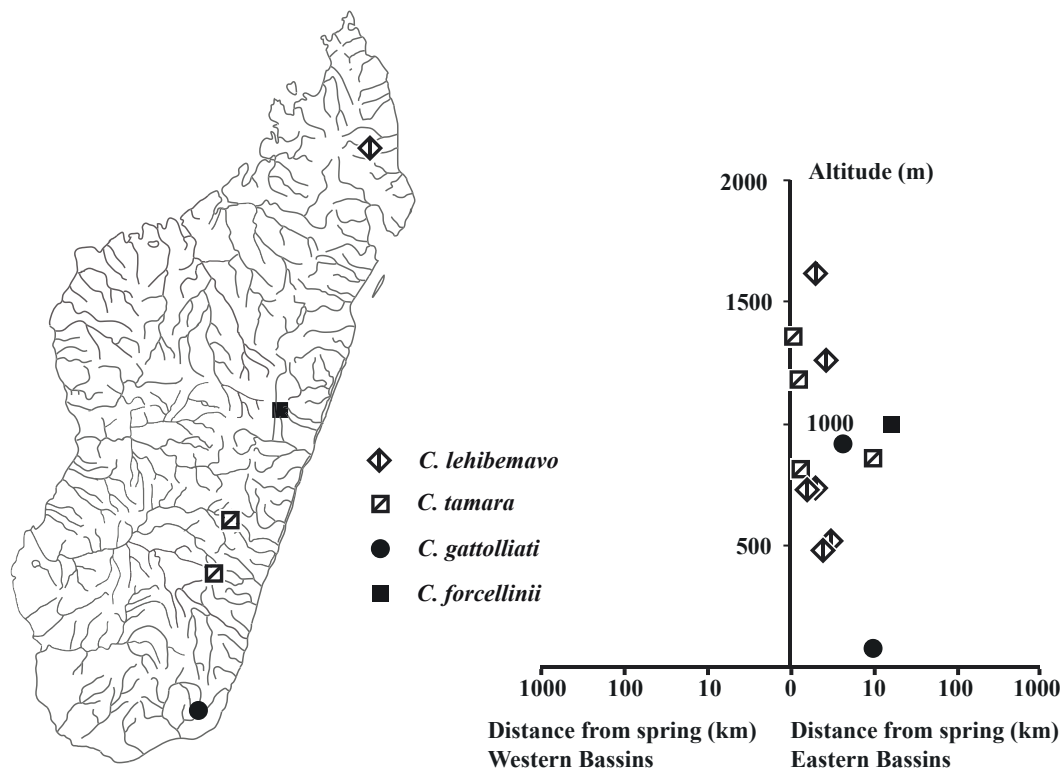 Altitude (m)
2000
1500
1000
500
C. lehibemavo
C. tamara
C. gattolliati
C. forcellinii
1000 100 10 0 10 100 1000
Distance from spring (km) Distance from spring (km)
Western Bassins Eastern Bassins